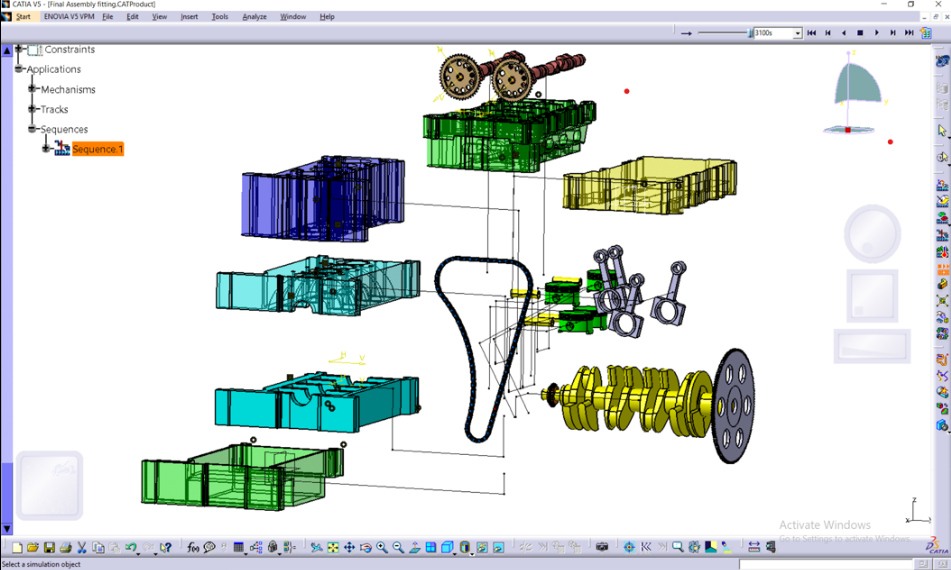 CATIA V5 - [Final Assembly fitting.CATProduct]
Start ENOVIA V5 VPM File Edit View Insert Tools Analyze Window Help
3100s
Constraints
Applications
Mechanisms
Tracks
Sequences
Sequence.1
Activate Windows
Go to Settings to activate Windows.
f(x)
CATIA
Select a simulation object